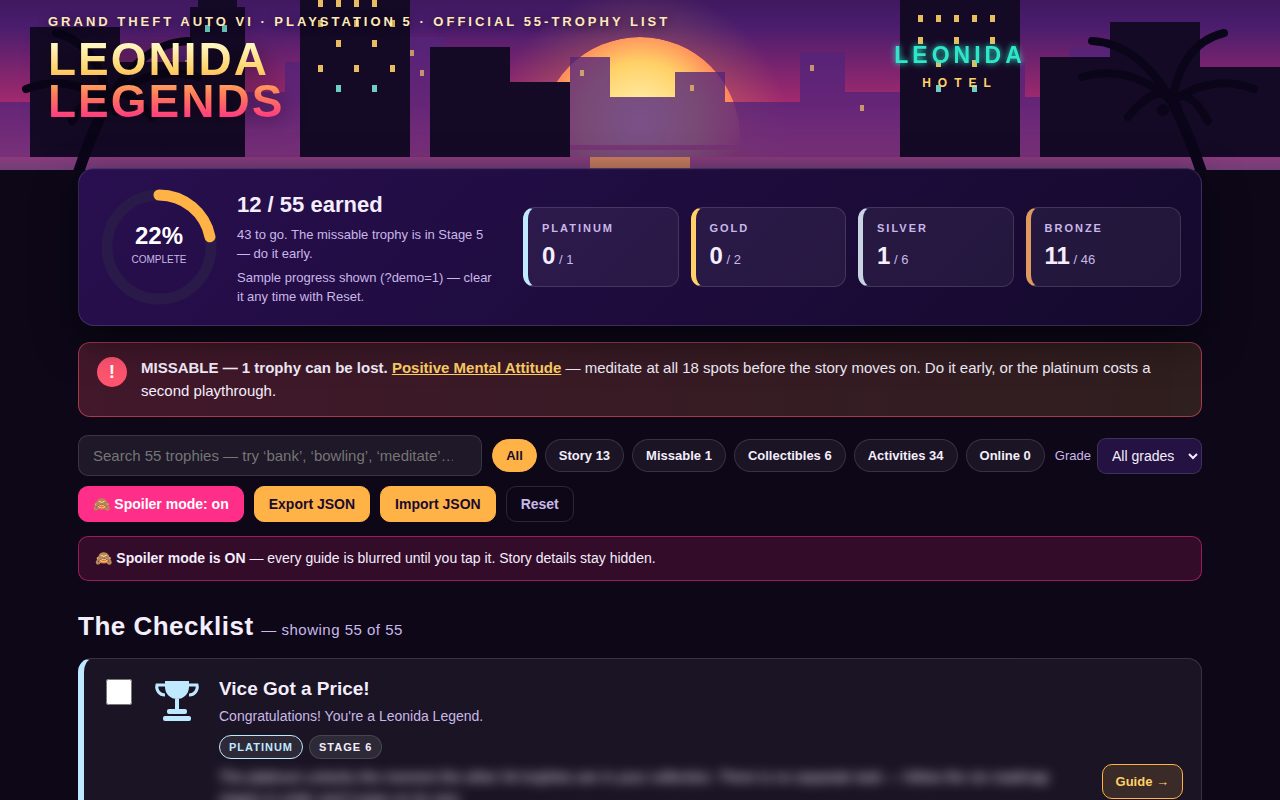 GRAND THEFT AUTO VI · PLAYSTATION 5 · OFFICIAL 55-TROPHY LIST
LEONIDA
LEGENDS
LEONIDA
HOTEL
22%
COMPLETE
12 / 55 earned
43 to go. The missable trophy is in Stage 5
— do it early.
Sample progress shown (?demo=1) — clear
it any time with Reset.
PLATINUM
0 / 1
GOLD
0 / 2
SILVER
1 / 6
BRONZE
11 / 46
!
MISSABLE — 1 trophy can be lost. Positive Mental Attitude — meditate at all 18 spots before the story moves on. Do it early, or the platinum costs a
second playthrough.
Search 55 trophies — try ‘bank’, ‘bowling’, ‘meditate’…
All
Story 13
Missable 1
Collectibles 6
Activities 34
Online 0
Grade
All grades
🙈 Spoiler mode: on
Export JSON
Import JSON
Reset
🙈 Spoiler mode is ON — every guide is blurred until you tap it. Story details stay hidden.
The Checklist — showing 55 of 55
Vice Got a Price!
Congratulations! You're a Leonida Legend.
PLATINUM
STAGE 6
Guide →